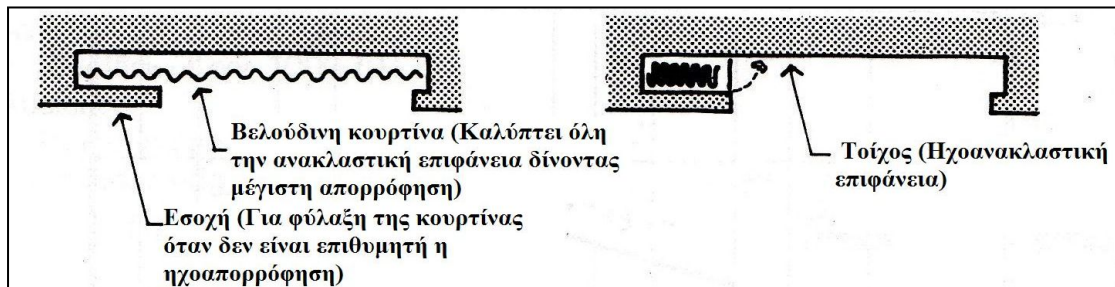 Βελούδινη κουρτίνα (Καλύπτει όλη
την ανακλαστική επιφάνεια δίνοντας
μέγιστη απορρόφηση)
Εσοχή (Για φύλαξη της κουρτίνας
όταν δεν είναι επιθυμητή η
ηχοαπορρόφηση)
Τοίχος (Ηχοανακλαστική
επιφάνεια)